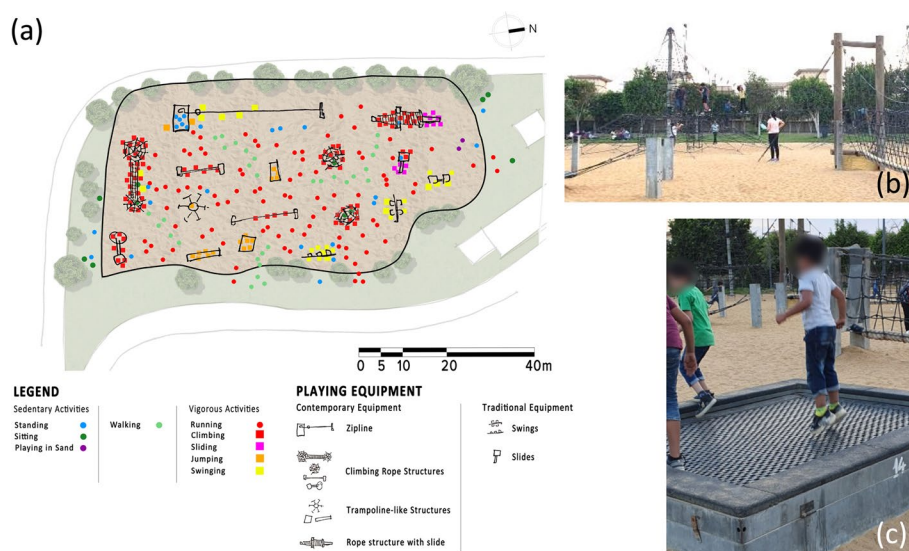 (a)
N
0 5 10 20 40m
LEGEND
Sedentary Activities
Standing
Sitting
Playing in Sand
Walking
Vigorous Activities
Running
Climbing
Sliding
Jumping
Swinging
PLAYING EQUIPMENT
Contemporary Equipment
Zipline
Climbing Rope Structures
Trampoline-like Structures
Rope structure with slide
Traditional Equipment
Swings
Slides
(b)
14
(c)